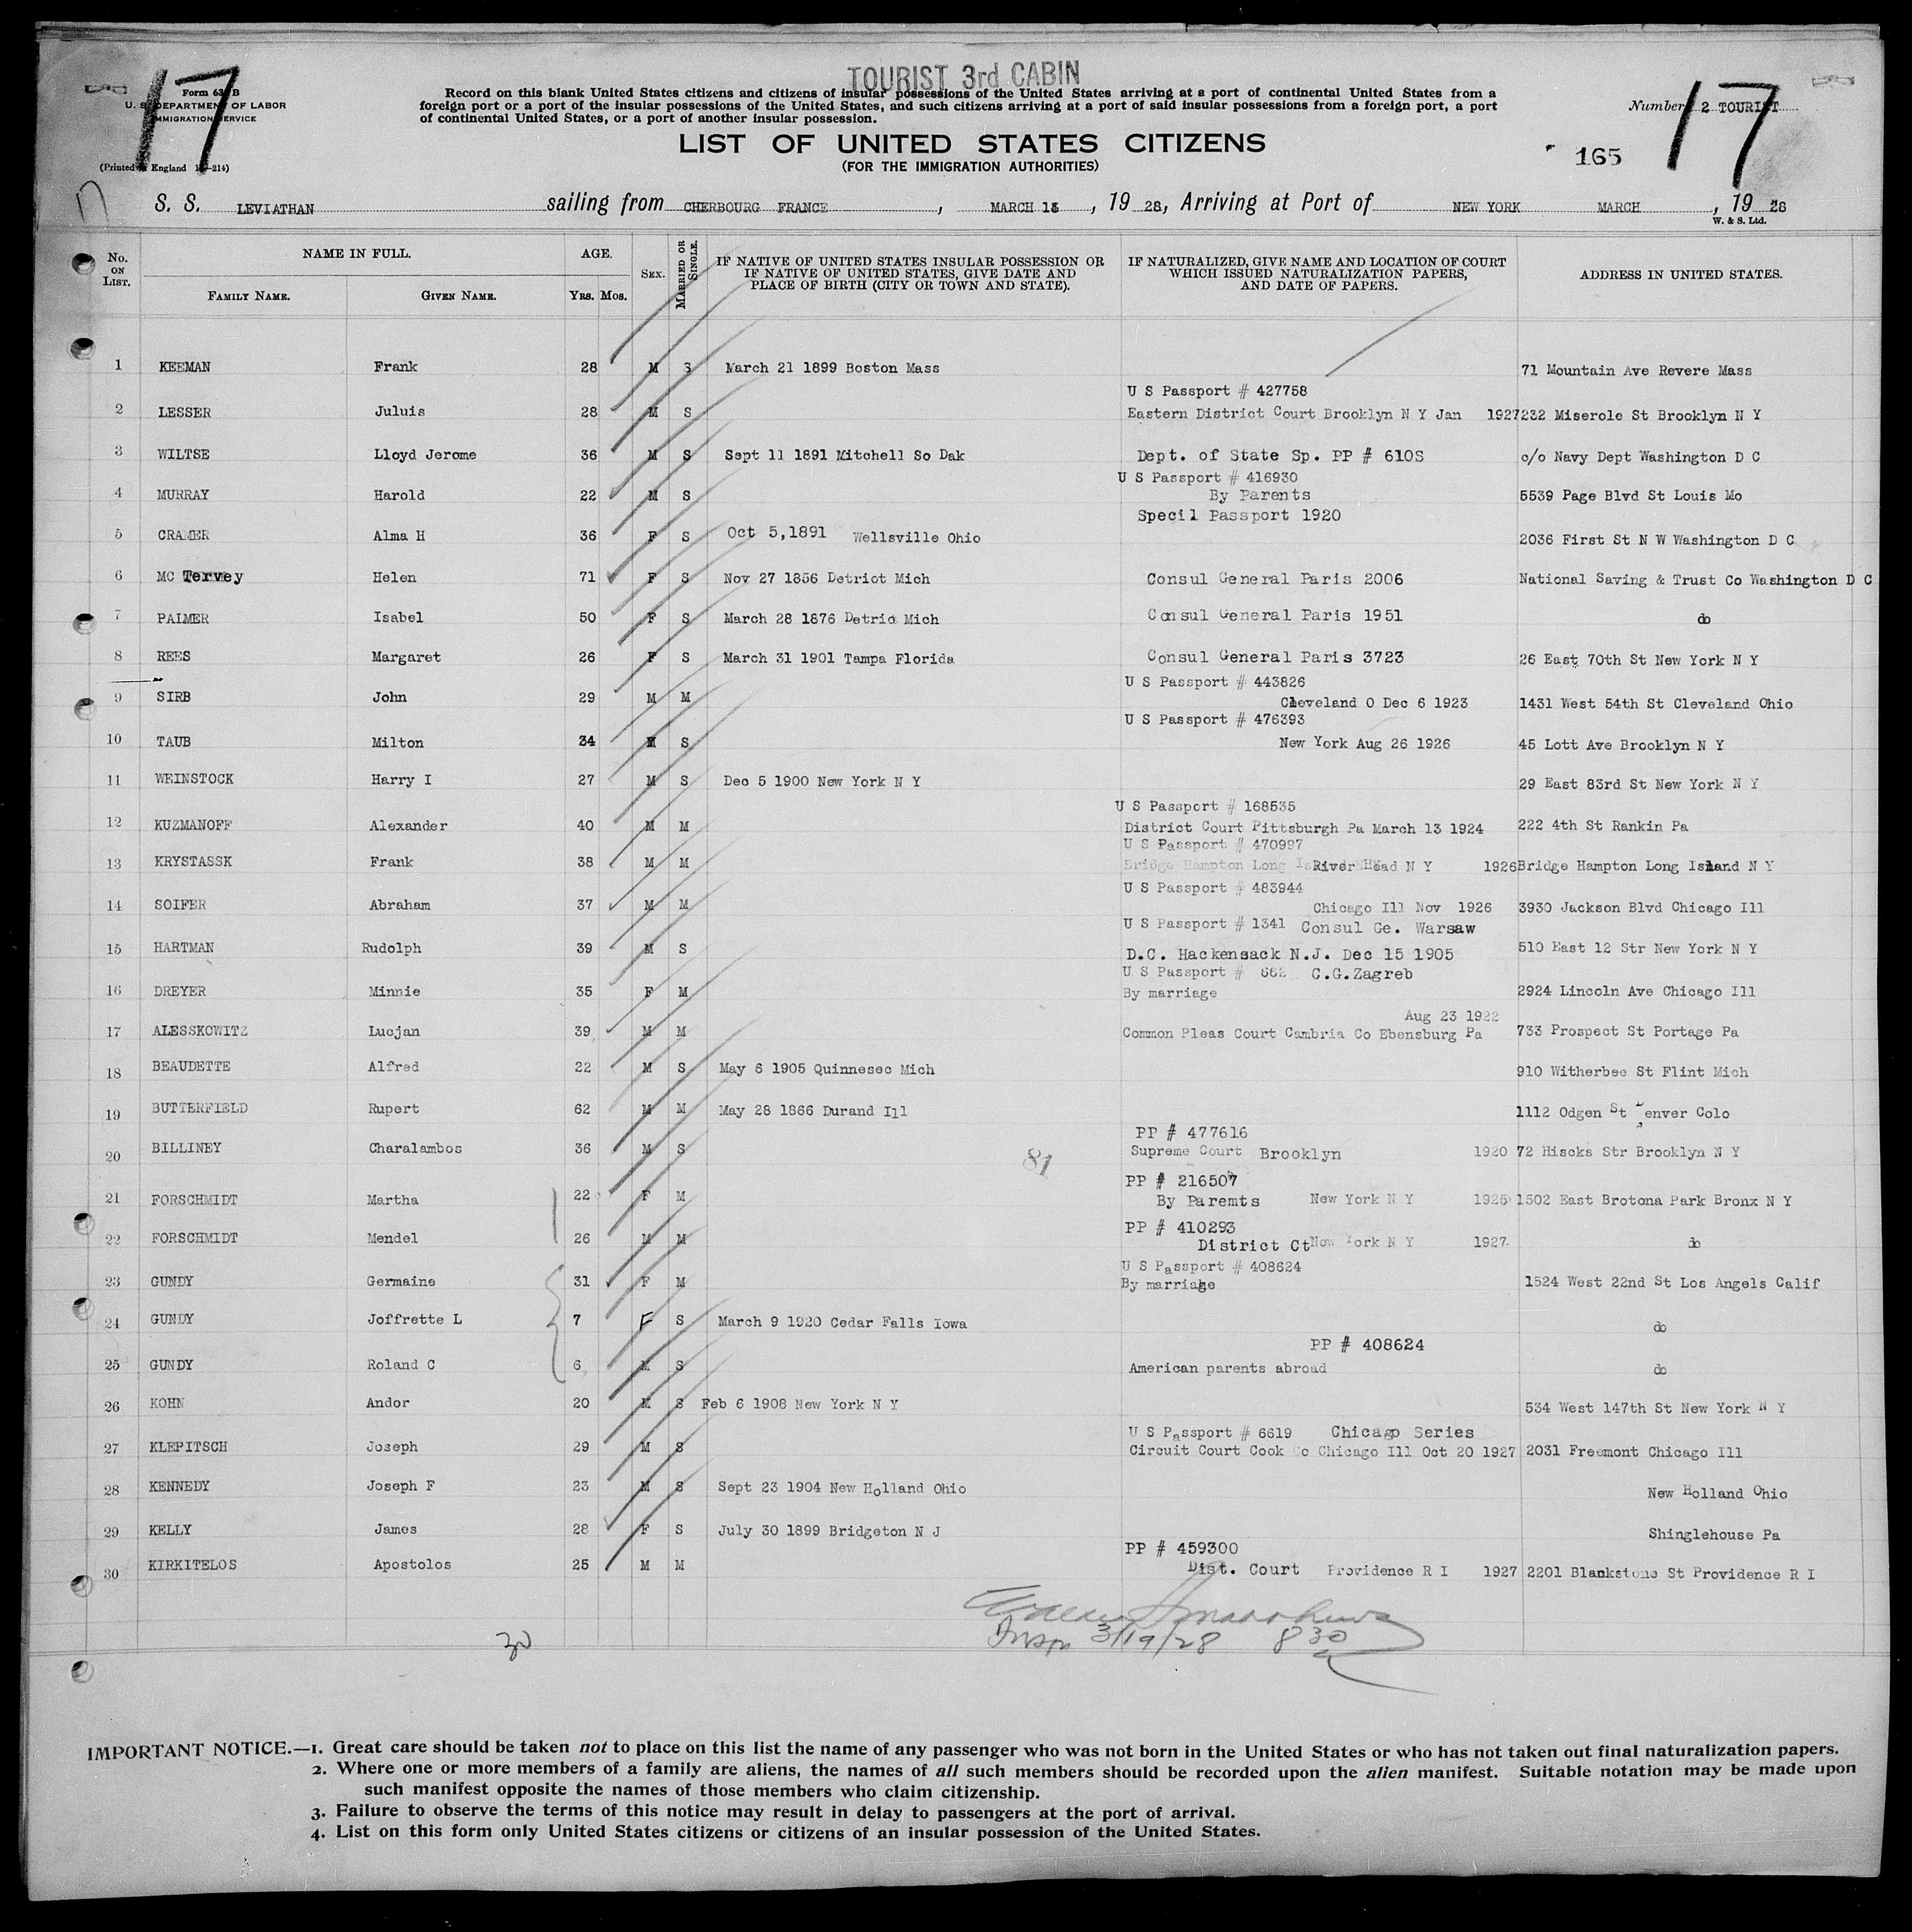 17
17
TOURIST 3rd CABIN
Form 630 B
U. S. DEPARTMENT OF LABOR
IMMIGRATION SERVICE
(Printed in England
Record on this blank United States citizens and citizens of insular possessions of the United States arriving at a port of continental United States from a
foreign port or a port of the insular possessions of the United States, and such citizens arriving at a port of said insular possessions from a foreign port, a port
of continental United States, or a port of another insular possession.
Number 2 TOURIST
LIST OF UNITED STATES CITIZENS
(FOR THE IMMIGRATION AUTHORITIES)
165
S. S. LEVIATHAN sailing from CHERBOURG FRANCE , MARCH 13 , 19 28, Arriving at Port of NEW YORK MARCH , 19 28
W. & S. Ltd.
No. ON LIST. NAME IN FULL. FAMILY NAME. GIVEN NAME. AGE. YRS. MOS. SEX. MARRIED OR SINGLE. IF NATIVE OF UNITED STATES INSULAR POSSESSION OR IF NATIVE OF UNITED STATES, GIVE DATE AND PLACE OF BIRTH (CITY OR TOWN AND STATE). IF NATURALIZED, GIVE NAME AND LOCATION OF COURT WHICH ISSUED NATURALIZATION PAPERS, AND DATE OF PAPERS. ADDRESS IN UNITED STATES.
1 KEEMAN Frank 28 M S March 21 1899 Boston Mass 71 Mountain Ave Revere Mass
U S Passport # 427758
2 LESSER Juluis 28 M S Eastern District Court Brooklyn N Y Jan 1927 232 Miserole St Brooklyn N Y
3 WILTSE Lloyd Jerome 36 M S Sept 11 1891 Mitchell So Dak Dept. of State Sp. PP # 610S c/o Navy Dept Washington D C
U S Passport # 416930
4 MURRAY Harold 22 M S By Parents 5539 Page Blvd St Louis Mo
Specil Passport 1920
5 CRAMER Alma H 36 F S Oct 5,1891 Wellsville Ohio 2036 First St N W Washington D C
6 MC Tervey Helen 71 F S Nov 27 1856 Detriot Mich Consul General Paris 2006 National Saving & Trust Co Washington D C
7 PALMER Isabel 50 F S March 28 1876 Detrio Mich Consul General Paris 1951 do
8 REES Margaret 26 F S March 31 1901 Tampa Florida Consul General Paris 3723 26 East 70th St New York N Y
U S Passport # 443826
9 SIRB John 29 M M Cleveland O Dec 6 1923 1431 West 54th St Cleveland Ohio
U S Passport # 476393
10 TAUB Milton 34 M S New York Aug 26 1926 45 Lott Ave Brooklyn N Y
11 WEINSTOCK Harry I 27 M S Dec 5 1900 New York N Y 29 East 83rd St New York N Y
U S Passport # 168535
12 KUZMANOFF Alexander 40 M M District Court Pittsburgh Pa March 13 1924 222 4th St Rankin Pa
U S Passport # 470997
13 KRYSTASSK Frank 38 M M Bridge Hampton Long River Head N Y 1926 Bridge Hampton Long Island N Y
U S Passport # 483944
14 SOIFER Abraham 37 M M Chicago Ill Nov 1926 3930 Jackson Blvd Chicago Ill
U S Passport # 1341 Consul Ge. Warsaw
15 HARTMAN Rudolph 39 M S D.C. Hackensack N.J. Dec 15 1905 510 East 12 Str New York N Y
U S Passport # 662 C.G.Zagreb
16 DREYER Minnie 35 F M By marriage 2924 Lincoln Ave Chicago Ill
Aug 23 1922
17 ALESSKOWITZ Lucjan 39 M M Common Pleas Court Cambria Co Ebensburg Pa 733 Prospect St Portage Pa
18 BEAUDETTE Alfred 22 M S May 6 1905 Quinnesec Mich 910 Witherbee St Flint Mich
19 BUTTERFIELD Rupert 62 M M May 28 1866 Durand Ill 1112 Odgen St Denver Colo
PP # 477616
20 BILLINEY Charalambos 36 M S 81 Supreme Court Brooklyn 1920 72 Hiscks Str Brooklyn N Y
PP # 216507
21 FORSCHMIDT Martha 22 F M By Paremts New York N Y 1926 1502 East Brotona Park Bronx N Y
PP # 410293
22 FORSCHMIDT Mendel 26 M M District Ct New York N Y 1927 do
U S Passport # 408624
23 GUNDY Germaine 31 F M By marriage 1524 West 22nd St Los Angels Calif
24 GUNDY Joffrette L 7 F S March 9 1920 Cedar Falls Iowa do
PP # 408624
25 GUNDY Roland C 6 M S American parents abroad do
26 KOHN Andor 20 M S Feb 6 1908 New York N Y 534 West 147th St New York N Y
U S Passport # 6619 Chicago Series
27 KLEPITSCH Joseph 29 M S Circuit Court Cook Co Chicago Ill Oct 20 1927 2031 Freemont Chicago Ill
28 KENNEDY Joseph F 23 M S Sept 23 1904 New Holland Ohio New Holland Ohio
29 KELLY James 28 F S July 30 1899 Bridgeton N J Shinglehouse Pa
PP # 459300
30 KIRKITELOS Apostolos 25 M M Dist. Court Providence R I 1927 2201 Blackstone St Providence R I
30
Insp 3/19/28 830
IMPORTANT NOTICE.—1. Great care should be taken not to place on this list the name of any passenger who was not born in the United States or who has not taken out final naturalization papers.
2. Where one or more members of a family are aliens, the names of all such members should be recorded upon the alien manifest. Suitable notation may be made upon
such manifest opposite the names of those members who claim citizenship.
3. Failure to observe the terms of this notice may result in delay to passengers at the port of arrival.
4. List on this form only United States citizens or citizens of an insular possession of the United States.